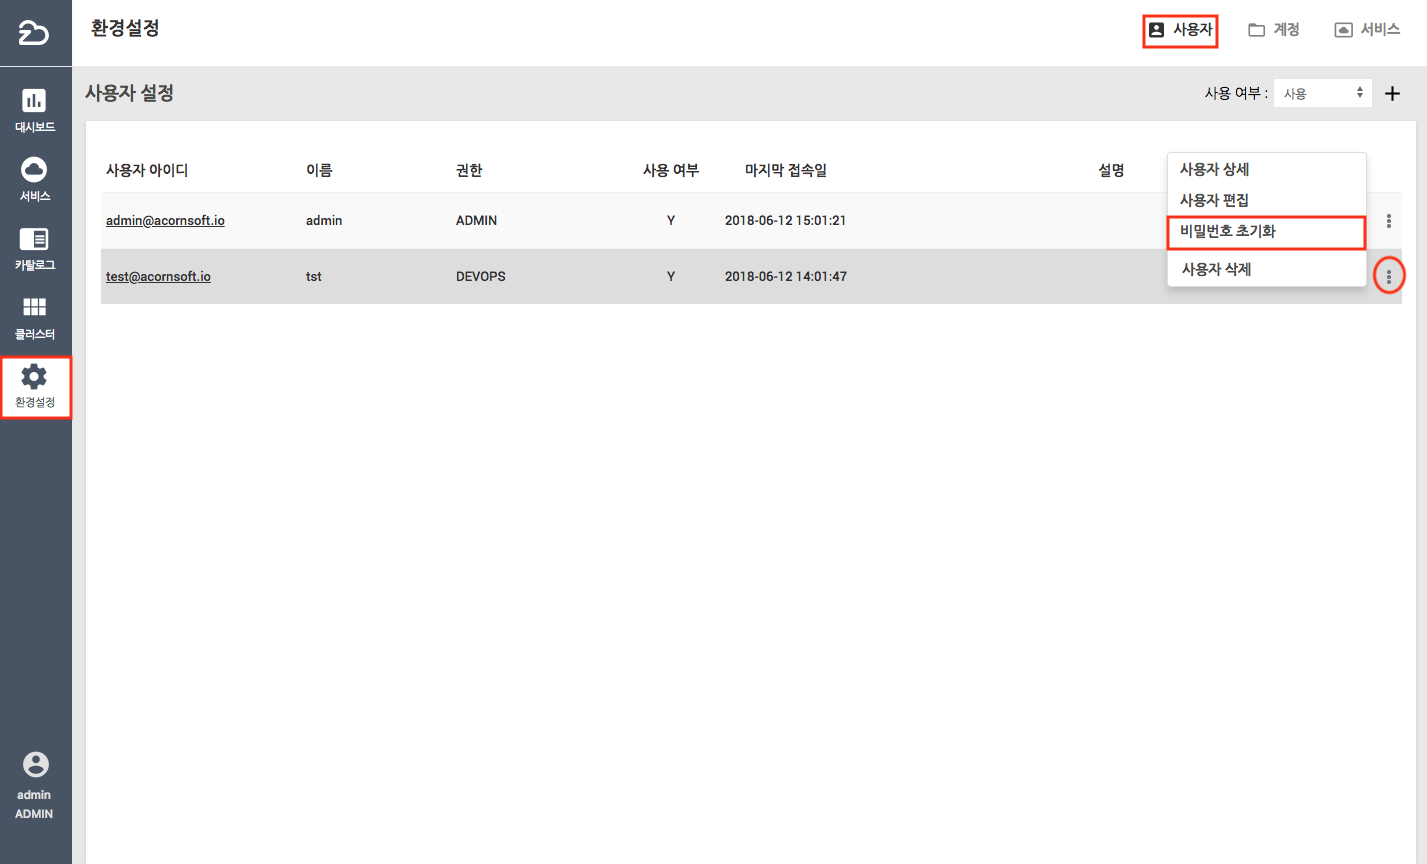 환경설정
사용자
계정
서비스
대시보드
서비스
카탈로그
클러스터
환경설정
admin
ADMIN
사용자 설정
사용 여부 : 사용
사용자 아이디 이름 권한 사용 여부 마지막 접속일 설명
admin@acornsoft.io admin ADMIN Y 2018-06-12 15:01:21
test@acornsoft.io tst DEVOPS Y 2018-06-12 14:01:47
사용자 상세
사용자 편집
비밀번호 초기화
사용자 삭제